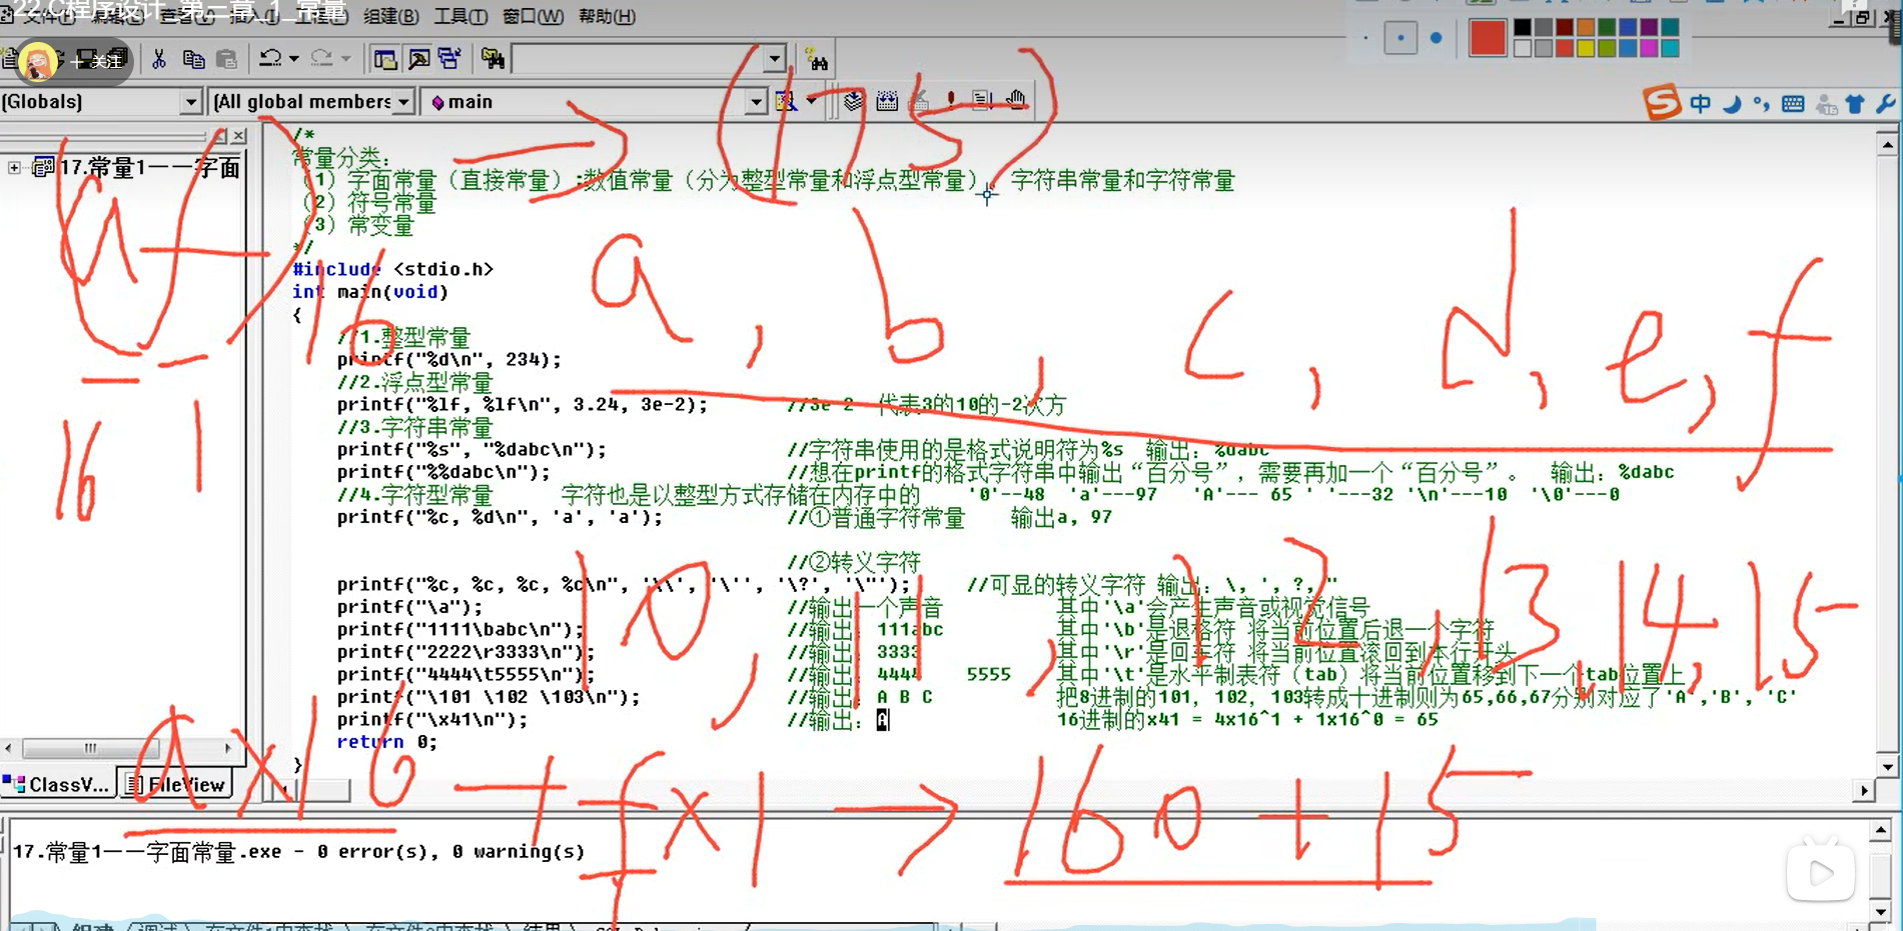 22.C程序设计_第三章_1_常量
组建(B) 工具(T) 窗口(W) 帮助(H)
+ 关注
(Globals) (All global members main
中
17.常量1——字面
/*
常量分类:
(1) 字面常量(直接常量):数值常量(分为整型常量和浮点型常量), 字符串常量和字符常量
(2) 符号常量
(3) 常变量
*/
#include <stdio.h>
int main(void)
{
//1.整型常量
printf("%d\n", 234);
//2.浮点型常量
printf("%lf, %lf\n", 3.24, 3e-2); //3e-2 代表3的10的-2次方
//3.字符串常量
printf("%s", "%dabc\n"); //字符串使用的是格式说明符为%s 输出: %dabc
printf("%%dabc\n"); //想在printf的格式字符串中输出“百分号”,需要再加一个“百分号”。 输出: %dabc
//4.字符型常量 字符也是以整型方式存储在内存中的 '0'--48 'a'---97 'A'--- 65 ' '---32 '\n'---10 '\0'---0
printf("%c, %d\n", 'a', 'a'); //①普通字符常量 输出a, 97
//②转义字符
printf("%c, %c, %c, %c\n", '\\', '\'', '\?', '\"'); //可显的转义字符 输出: \, ', ?, "
printf("\a"); //输出一个声音 其中'\a'会产生声音或视觉信号
printf("1111\babc\n"); //输出: 111abc 其中'\b'是退格符 将当前位置后退一个字符
printf("2222\r3333\n"); //输出: 3333 其中'\r'是回车符 将当前位置滚回到本行开头
printf("4444\t5555\n"); //输出: 4444 5555 其中'\t'是水平制表符(tab)将当前位置移到下一个tab位置上
printf("\101 \102 \103\n"); //输出: A B C 把8进制的101, 102, 103转成十进制则为65,66,67分别对应了'A','B','C'
printf("\x41\n"); //输出: A 16进制的x41 = 4x16^1 + 1x16^0 = 65
return 0;
}
ClassV... FileView
17.常量1——字面常量.exe - 0 error(s), 0 warning(s)
(af)16 → (175)
a, b, c, d, e, f
16 1
10, 11, 12, 13, 14, 15
a×16 + f×1 → 160+15